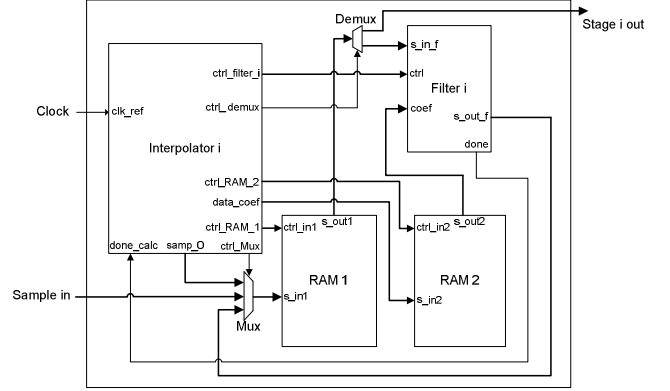 Demux
Stage i out
s_in_f
ctrl_filter_i
ctrl
Filter i
ctrl_demux
Clock
clk_ref
coef
s_out_f
Interpolator i
done
ctrl_RAM_2
data_coef
ctrl_RAM_1
s_out1
s_out2
ctrl_in1
ctrl_in2
done_calc
samp_O
ctrl_Mux
RAM 1
RAM 2
Sample in
s_in1
s_in2
Mux